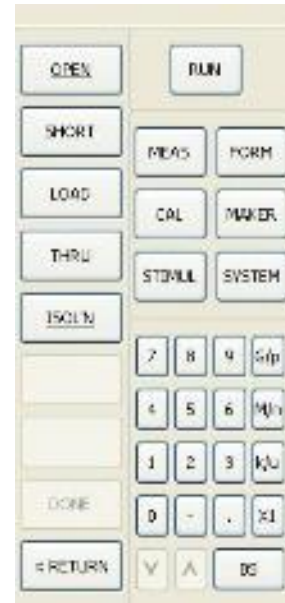 OPEN
SHORT
LOAD
THRU
ISOL'N
DONE
< RETURN
RUN
MEAS FORM
CAL MAKER
STIMUL SYSTEM
7 8 9 G/p
4 5 6 M/n
1 2 3 k/u
0 - . X1
BS